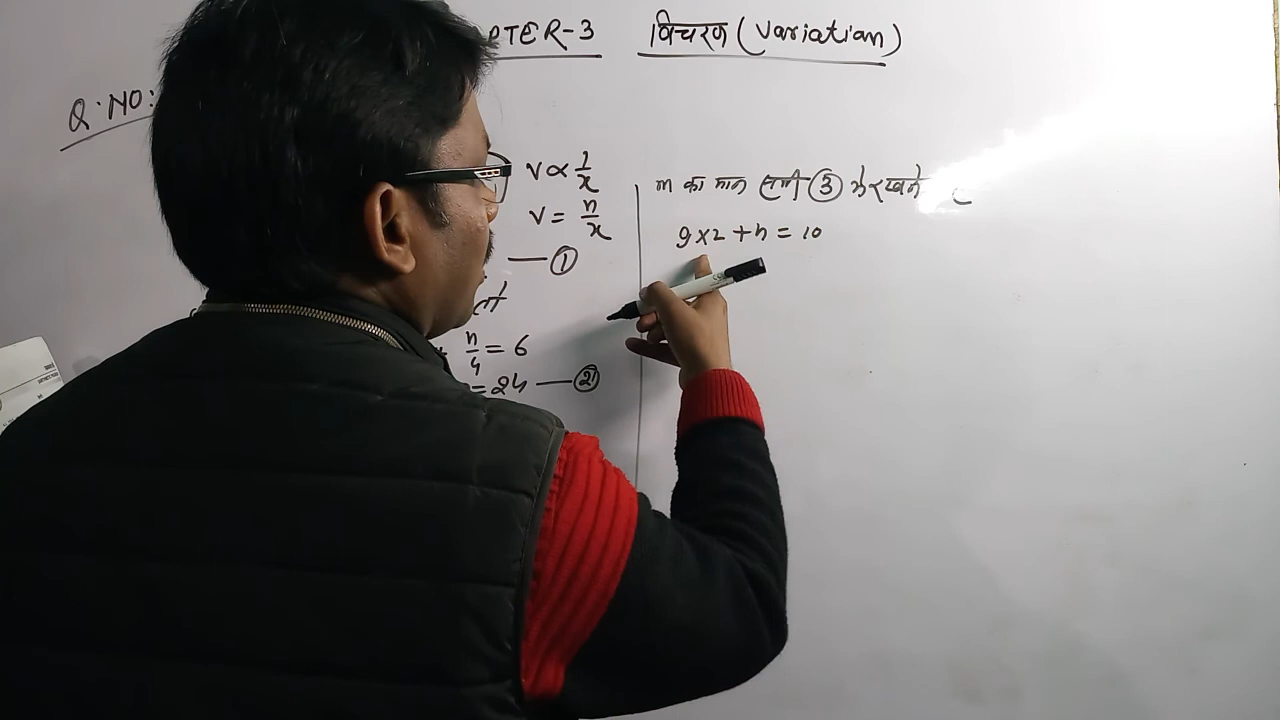 PTER-3 विचरण (Variation)
Q. NO:
v ∝ 1/x
v = n/x
—— ①
n/4 = 6
= 24 —— ②
m का मान समी ③ में रखने
9×2 + n = 10